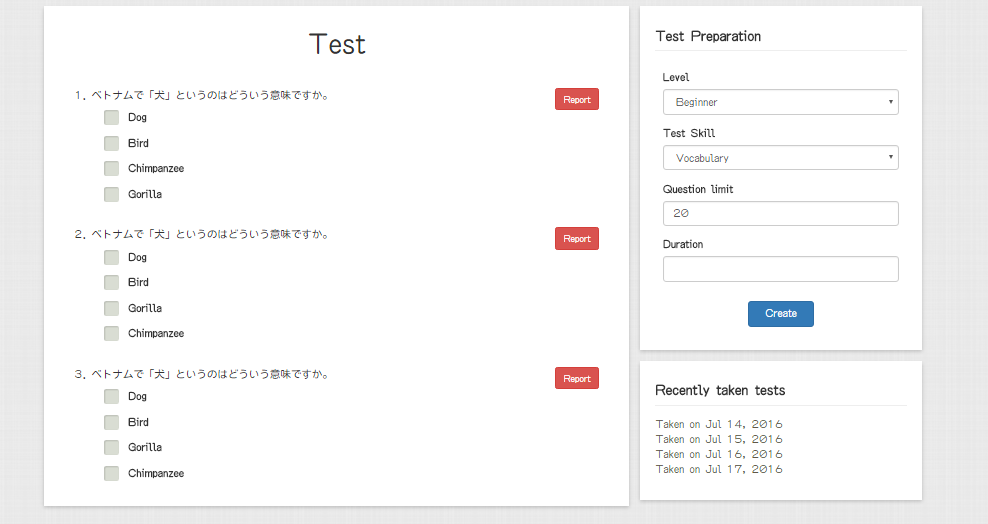 Test
1. ベトナムで「犬」というのはどういう意味ですか。
Report
Dog
Bird
Chimpanzee
Gorilla
2. ベトナムで「犬」というのはどういう意味ですか。
Report
Dog
Bird
Gorilla
Chimpanzee
3. ベトナムで「犬」というのはどういう意味ですか。
Report
Dog
Bird
Gorilla
Chimpanzee
Test Preparation
Level
Beginner
Test Skill
Vocabulary
Question limit
20
Duration
Create
Recently taken tests
Taken on Jul 14, 2016
Taken on Jul 15, 2016
Taken on Jul 16, 2016
Taken on Jul 17, 2016